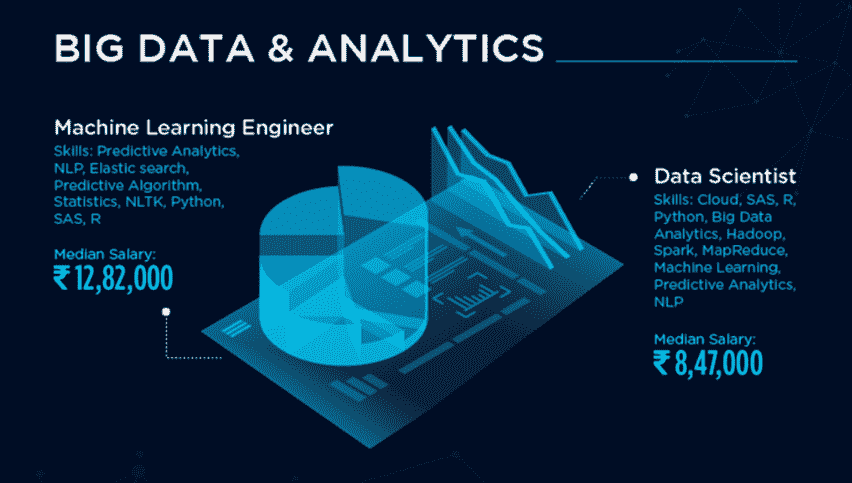 BIG DATA & ANALYTICS
Machine Learning Engineer
Skills: Predictive Analytics,
NLP, Elastic search,
Predictive Algorithm,
Statistics, NLTK, Python,
SAS, R
Median Salary:
₹ 12,82,000
Data Scientist
Skills: Cloud, SAS, R,
Python, Big Data
Analytics, Hadoop,
Spark, MapReduce,
Machine Learning,
Predictive Analytics,
NLP
Median Salary:
₹ 8,47,000